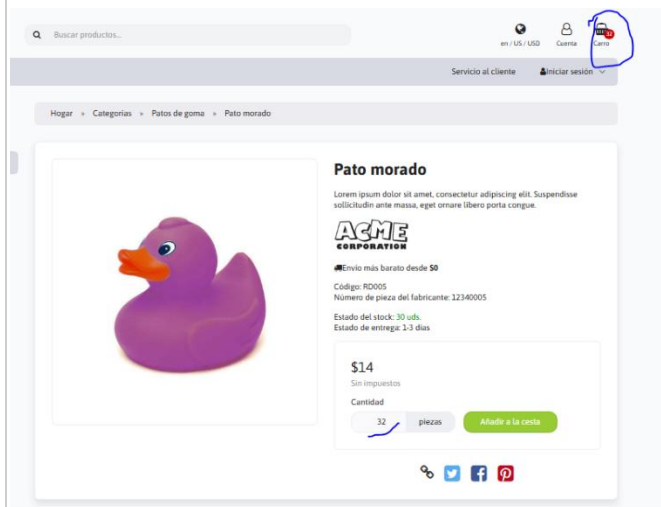 Buscar productos...
en / US / USD
Cuenta
Carro
32
Servicio al cliente
Iniciar sesión
Hogar » Categorías » Patos de goma » Pato morado
Pato morado
Lorem ipsum dolor sit amet, consectetur adipiscing elit. Suspendisse
sollicitudin ante massa, eget ornare libero porta congue.
ACME
CORPORATION
Envío más barato desde $0
Código: RD005
Número de pieza del fabricante: 12340005
Estado del stock: 30 uds.
Estado de entrega: 1-3 días
$14
Sin impuestos
Cantidad
32 piezas Añadir a la cesta